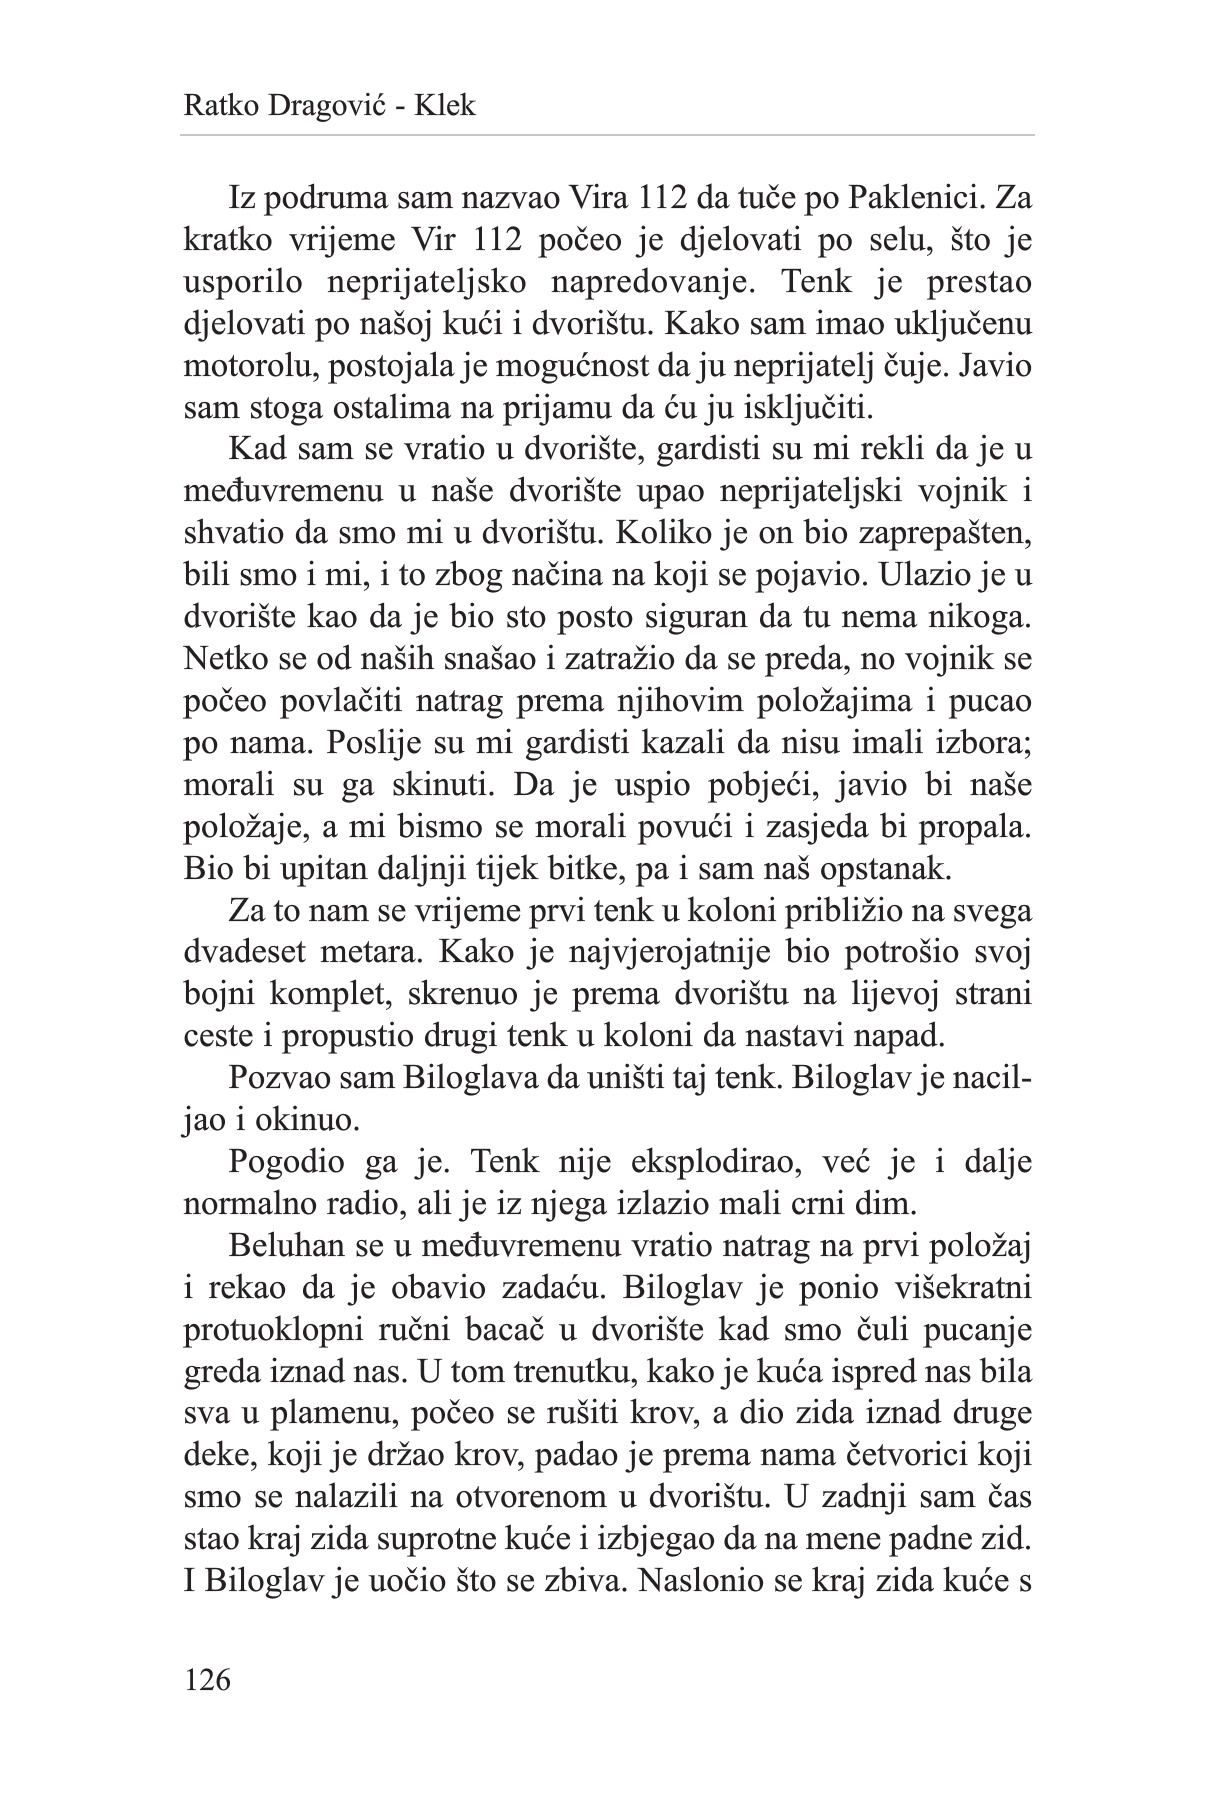 Ratko Dragović - Klek
Iz podruma sam nazvao Vira 112 da tuče po Paklenici. Za
kratko vrijeme Vir 112 počeo je djelovati po selu, što je
usporilo neprijateljsko napredovanje. Tenk je prestao
djelovati po našoj kući i dvorištu. Kako sam imao uključenu
motorolu, postojala je mogućnost da ju neprijatelj čuje. Javio
sam stoga ostalima na prijamu da ću ju isključiti.
Kad sam se vratio u dvorište, gardisti su mi rekli da je u
međuvremenu u naše dvorište upao neprijateljski vojnik i
shvatio da smo mi u dvorištu. Koliko je on bio zaprepašten,
bili smo i mi, i to zbog načina na koji se pojavio. Ulazio je u
dvorište kao da je bio sto posto siguran da tu nema nikoga.
Netko se od naših snašao i zatražio da se preda, no vojnik se
počeo povlačiti natrag prema njihovim položajima i pucao
po nama. Poslije su mi gardisti kazali da nisu imali izbora;
morali su ga skinuti. Da je uspio pobjeći, javio bi naše
položaje, a mi bismo se morali povući i zasjeda bi propala.
Bio bi upitan daljnji tijek bitke, pa i sam naš opstanak.
Za to nam se vrijeme prvi tenk u koloni približio na svega
dvadeset metara. Kako je najvjerojatnije bio potrošio svoj
bojni komplet, skrenuo je prema dvorištu na lijevoj strani
ceste i propustio drugi tenk u koloni da nastavi napad.
Pozvao sam Biloglava da uništi taj tenk. Biloglav je nacil-
jao i okinuo.
Pogodio ga je. Tenk nije eksplodirao, već je i dalje
normalno radio, ali je iz njega izlazio mali crni dim.
Beluhan se u međuvremenu vratio natrag na prvi položaj
i rekao da je obavio zadaću. Biloglav je ponio višekratni
protuoklopni ručni bacač u dvorište kad smo čuli pucanje
greda iznad nas. U tom trenutku, kako je kuća ispred nas bila
sva u plamenu, počeo se rušiti krov, a dio zida iznad druge
deke, koji je držao krov, padao je prema nama četvorici koji
smo se nalazili na otvorenom u dvorištu. U zadnji sam čas
stao kraj zida suprotne kuće i izbjegao da na mene padne zid.
I Biloglav je uočio što se zbiva. Naslonio se kraj zida kuće s
126